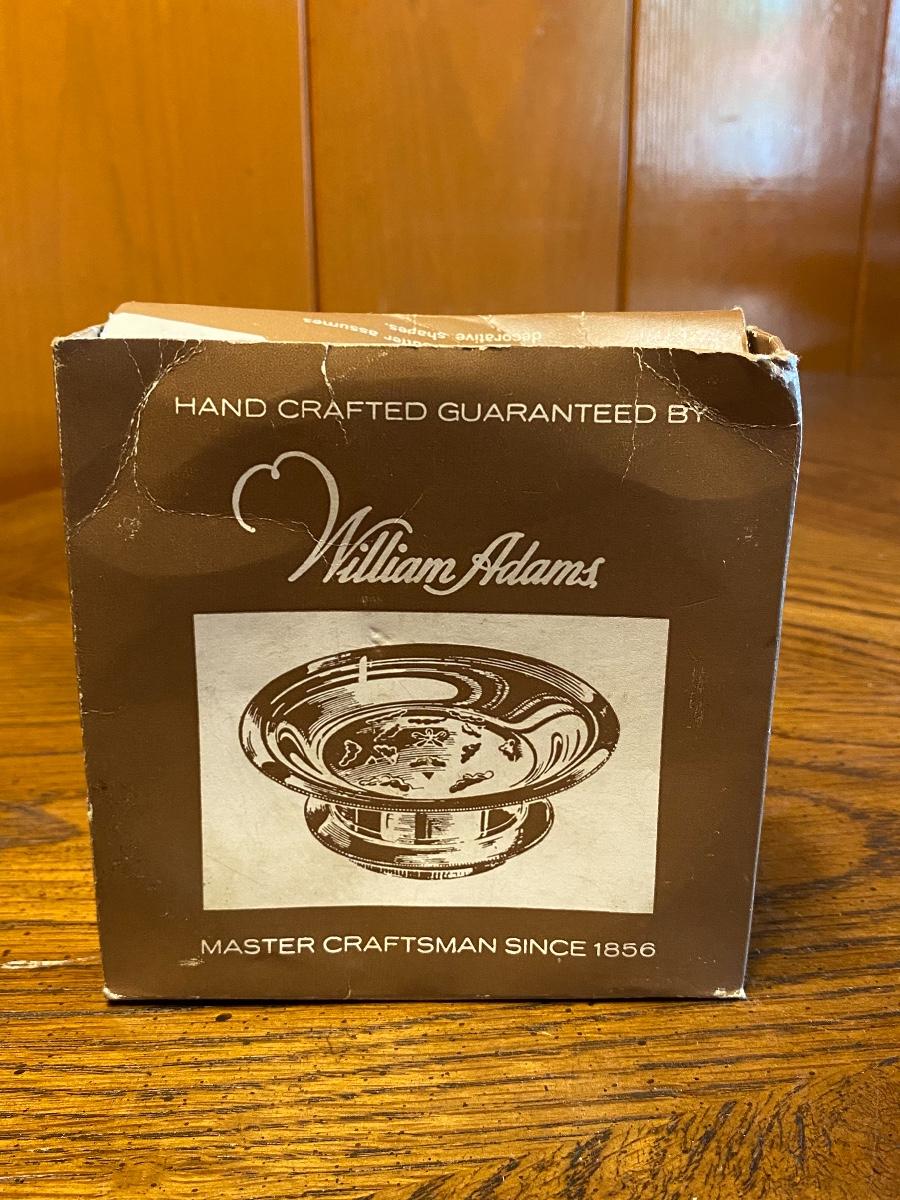 assumes
decorative shapes.
HAND CRAFTED GUARANTEED BY
William Adams
MASTER CRAFTSMAN SINCE 1856